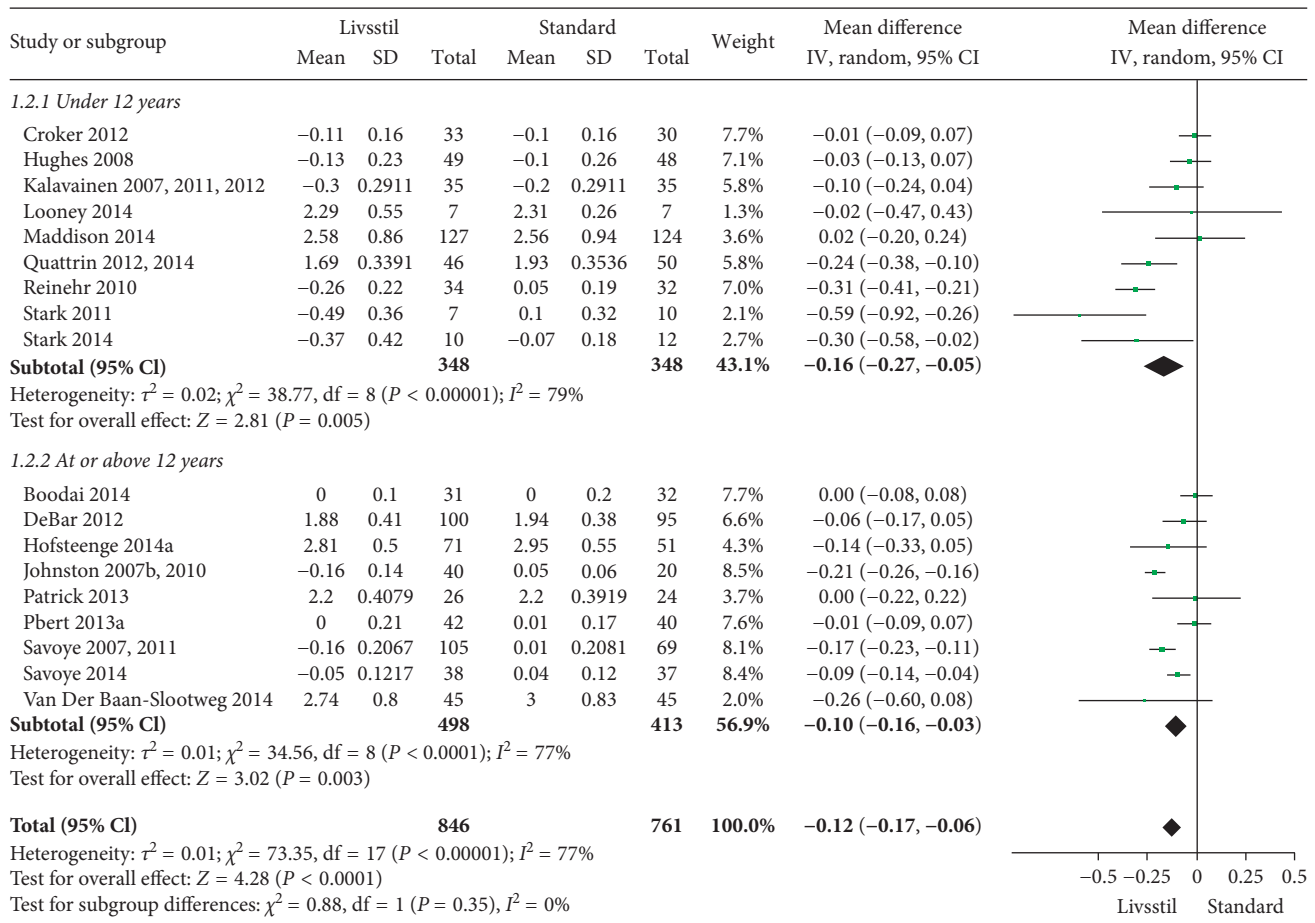 Study or subgroup Livsstil Standard Weight Mean difference Mean difference
Mean SD Total Mean SD Total IV, random, 95% CI IV, random, 95% CI
1.2.1 Under 12 years
Croker 2012 −0.11 0.16 33 −0.1 0.16 30 7.7% −0.01 (−0.09, 0.07)
Hughes 2008 −0.13 0.23 49 −0.1 0.26 48 7.1% −0.03 (−0.13, 0.07)
Kalavainen 2007, 2011, 2012 −0.3 0.2911 35 −0.2 0.2911 35 5.8% −0.10 (−0.24, 0.04)
Looney 2014 2.29 0.55 7 2.31 0.26 7 1.3% −0.02 (−0.47, 0.43)
Maddison 2014 2.58 0.86 127 2.56 0.94 124 3.6% 0.02 (−0.20, 0.24)
Quattrin 2012, 2014 1.69 0.3391 46 1.93 0.3536 50 5.8% −0.24 (−0.38, −0.10)
Reinehr 2010 −0.26 0.22 34 0.05 0.19 32 7.0% −0.31 (−0.41, −0.21)
Stark 2011 −0.49 0.36 7 0.1 0.32 10 2.1% −0.59 (−0.92, −0.26)
Stark 2014 −0.37 0.42 10 −0.07 0.18 12 2.7% −0.30 (−0.58, −0.02)
Subtotal (95% Cl) 348 348 43.1% −0.16 (−0.27, −0.05)
Heterogeneity: τ² = 0.02; χ² = 38.77, df = 8 (P < 0.00001); I² = 79%
Test for overall effect: Z = 2.81 (P = 0.005)
1.2.2 At or above 12 years
Boodai 2014 0 0.1 31 0 0.2 32 7.7% 0.00 (−0.08, 0.08)
DeBar 2012 1.88 0.41 100 1.94 0.38 95 6.6% −0.06 (−0.17, 0.05)
Hofsteenge 2014a 2.81 0.5 71 2.95 0.55 51 4.3% −0.14 (−0.33, 0.05)
Johnston 2007b, 2010 −0.16 0.14 40 0.05 0.06 20 8.5% −0.21 (−0.26, −0.16)
Patrick 2013 2.2 0.4079 26 2.2 0.3919 24 3.7% 0.00 (−0.22, 0.22)
Pbert 2013a 0 0.21 42 0.01 0.17 40 7.6% −0.01 (−0.09, 0.07)
Savoye 2007, 2011 −0.16 0.2067 105 0.01 0.2081 69 8.1% −0.17 (−0.23, −0.11)
Savoye 2014 −0.05 0.1217 38 0.04 0.12 37 8.4% −0.09 (−0.14, −0.04)
Van Der Baan-Slootweg 2014 2.74 0.8 45 3 0.83 45 2.0% −0.26 (−0.60, 0.08)
Subtotal (95% Cl) 498 413 56.9% −0.10 (−0.16, −0.03)
Heterogeneity: τ² = 0.01; χ² = 34.56, df = 8 (P < 0.0001); I² = 77%
Test for overall effect: Z = 3.02 (P = 0.003)
Total (95% Cl) 846 761 100.0% −0.12 (−0.17, −0.06)
Heterogeneity: τ² = 0.01; χ² = 73.35, df = 17 (P < 0.00001); I² = 77%
Test for overall effect: Z = 4.28 (P < 0.0001)
Test for subgroup differences: χ² = 0.88, df = 1 (P = 0.35), I² = 0%
−0.5 −0.25 0 0.25 0.5
Livsstil Standard